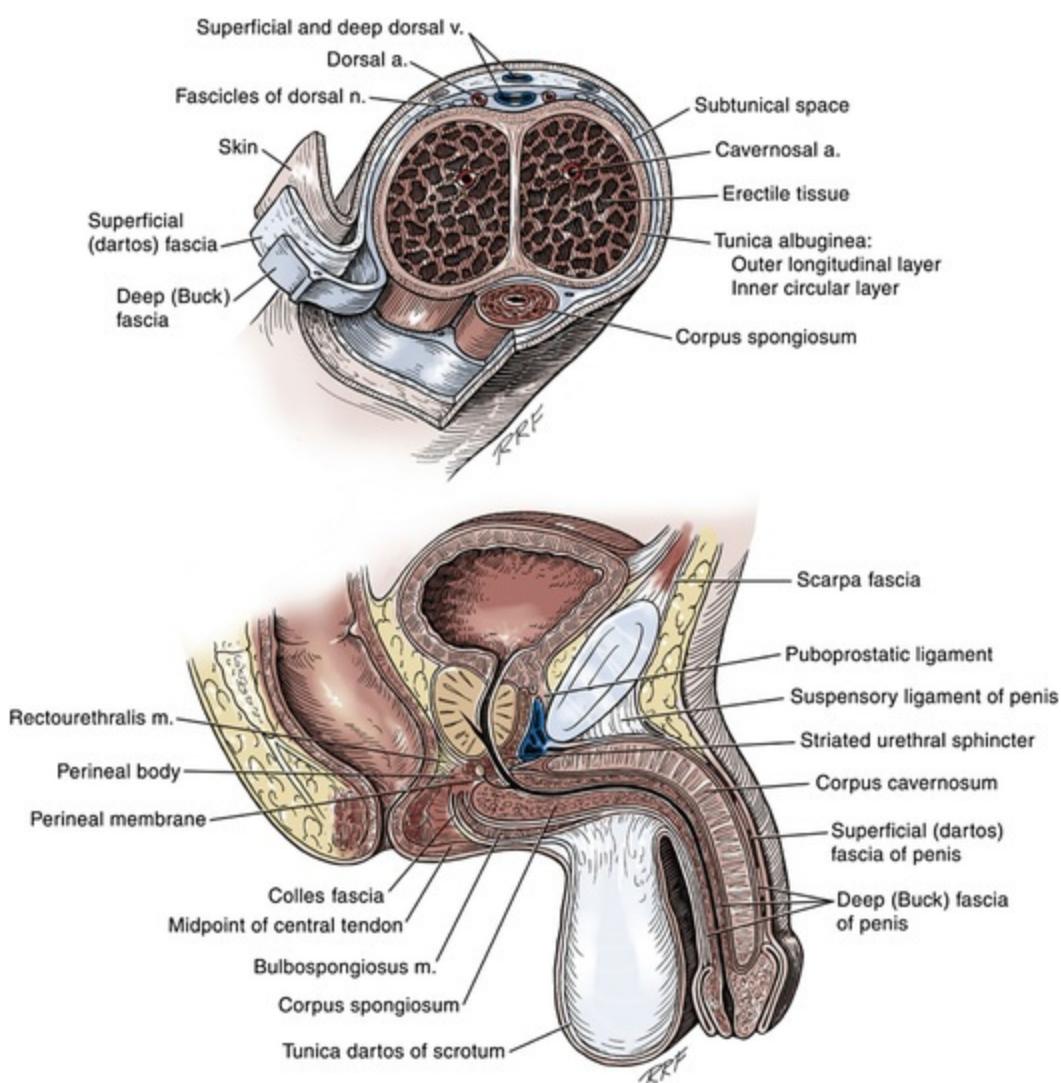 Superficial and deep dorsal v.
Dorsal a.
Fascicles of dorsal n.
Skin
Superficial
(dartos) fascia
Deep (Buck)
fascia
Subtunical space
Cavernosal a.
Erectile tissue
Tunica albuginea:
Outer longitudinal layer
Inner circular layer
Corpus spongiosum
RRF
Scarpa fascia
Puboprostatic ligament
Suspensory ligament of penis
Striated urethral sphincter
Corpus cavernosum
Superficial (dartos)
fascia of penis
Deep (Buck) fascia
of penis
Rectourethralis m.
Perineal body
Perineal membrane
Colles fascia
Midpoint of central tendon
Bulbospongiosus m.
Corpus spongiosum
Tunica dartos of scrotum
RRF